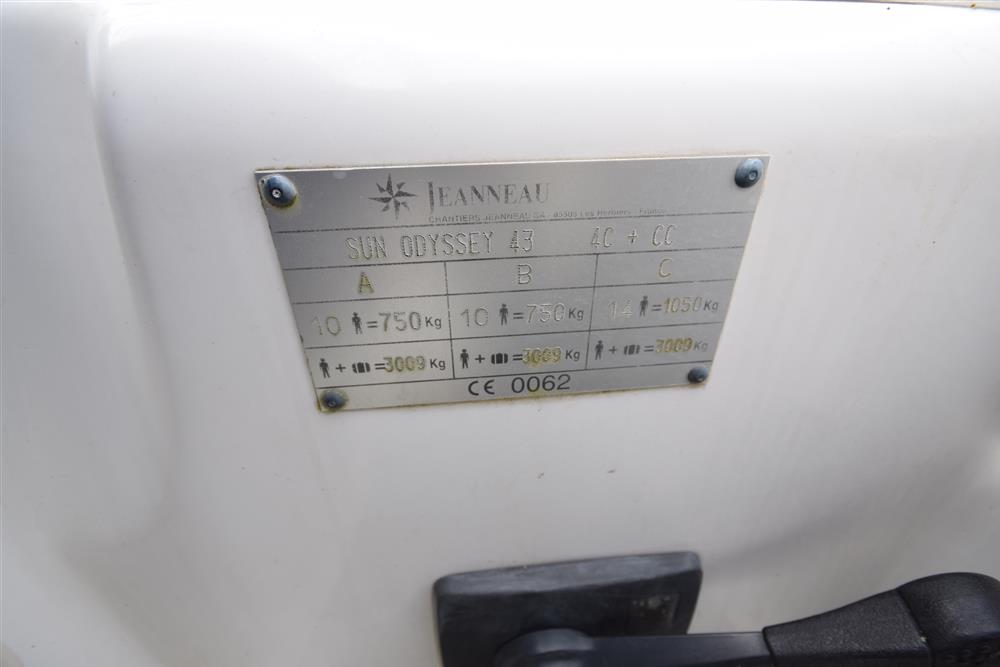 JEANNEAU
CHANTIERS JEANNEAU SA - 85505 Les Herbiers - France
SUN ODYSSEY 43 4C + CC
A B C
10 =750 Kg 10 =750 Kg 14 =1050 Kg
+ =3009 Kg + =3009 Kg + =3009 Kg
CE 0062